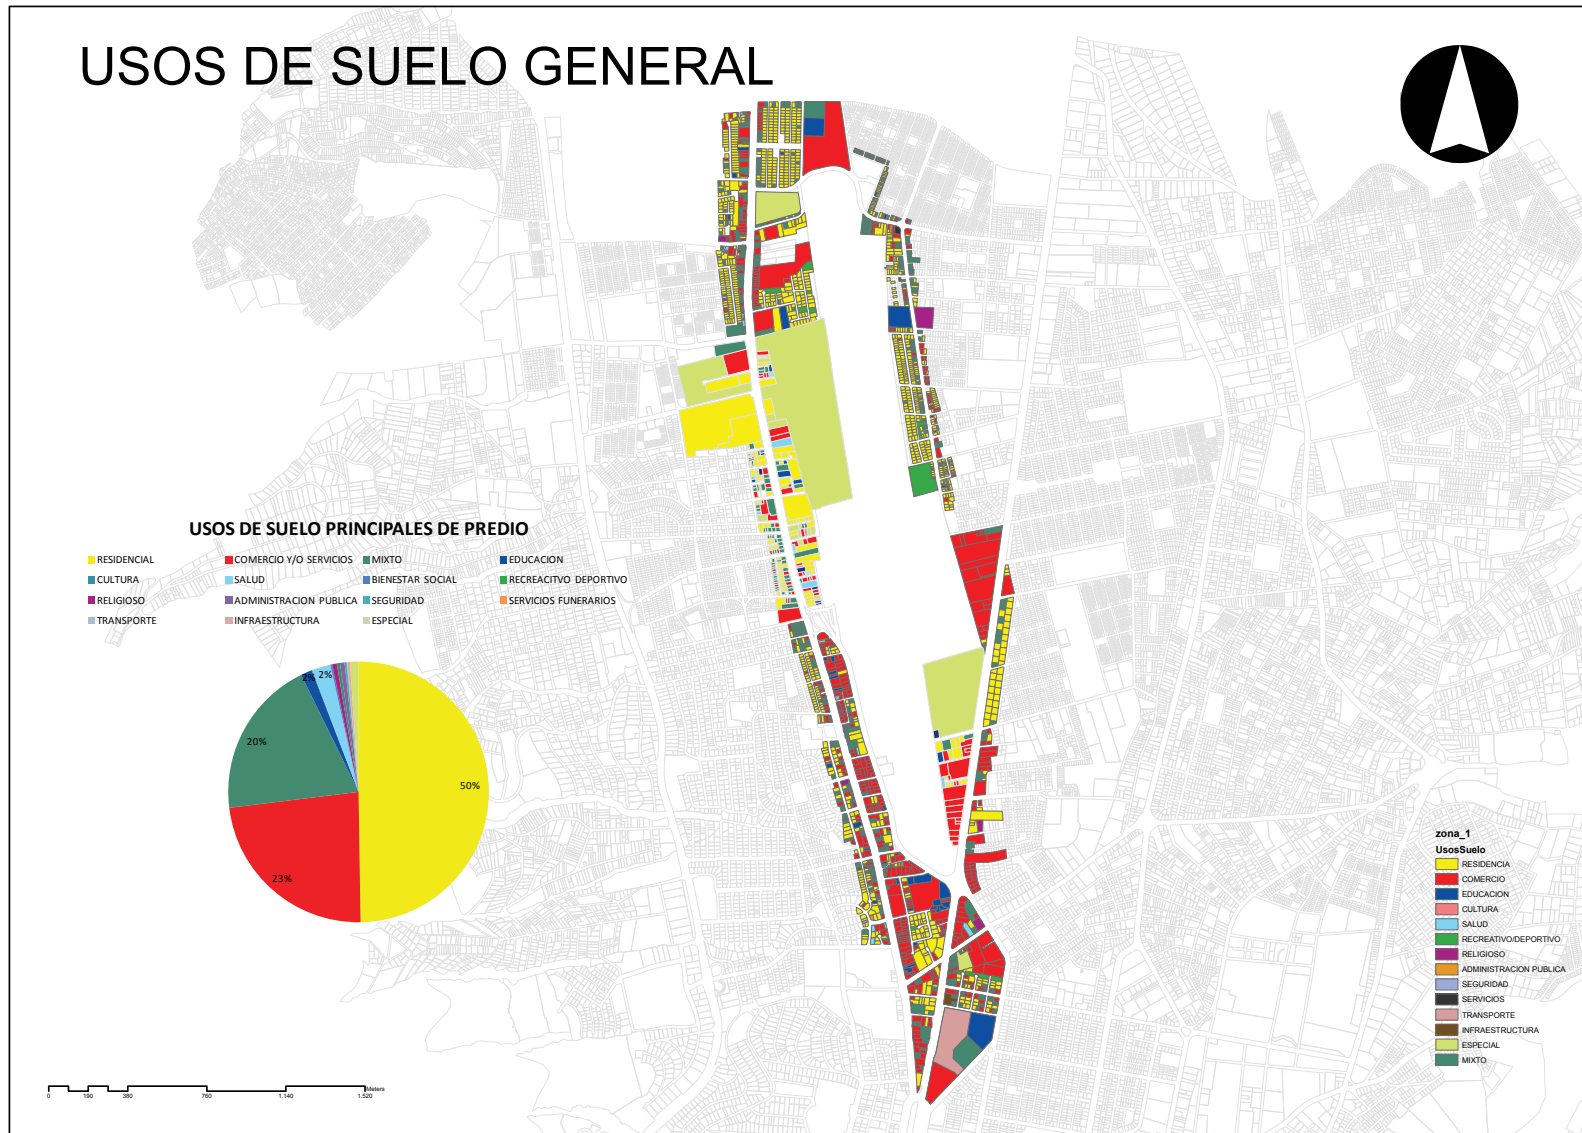 USOS DE SUELO GENERAL
USOS DE SUELO PRINCIPALES DE PREDIO
RESIDENCIAL COMERCIO Y/O SERVICIOS MIXTO EDUCACION
CULTURA SALUD BIENESTAR SOCIAL RECREACITVO DEPORTIVO
RELIGIOSO ADMINISTRACION PUBLICA SEGURIDAD SERVICIOS FUNERARIOS
TRANSPORTE INFRAESTRUCTURA ESPECIAL
2% 2%
20%
50%
23%
zona_1
UsosSuelo
RESIDENCIA
COMERCIO
EDUCACION
CULTURA
SALUD
RECREATIVO/DEPORTIVO
RELIGIOSO
ADMINISTRACION PUBLICA
SEGURIDAD
SERVICIOS
TRANSPORTE
INFRAESTRUCTURA
ESPECIAL
MIXTO
Meters
0 190 380 760 1.140 1.520